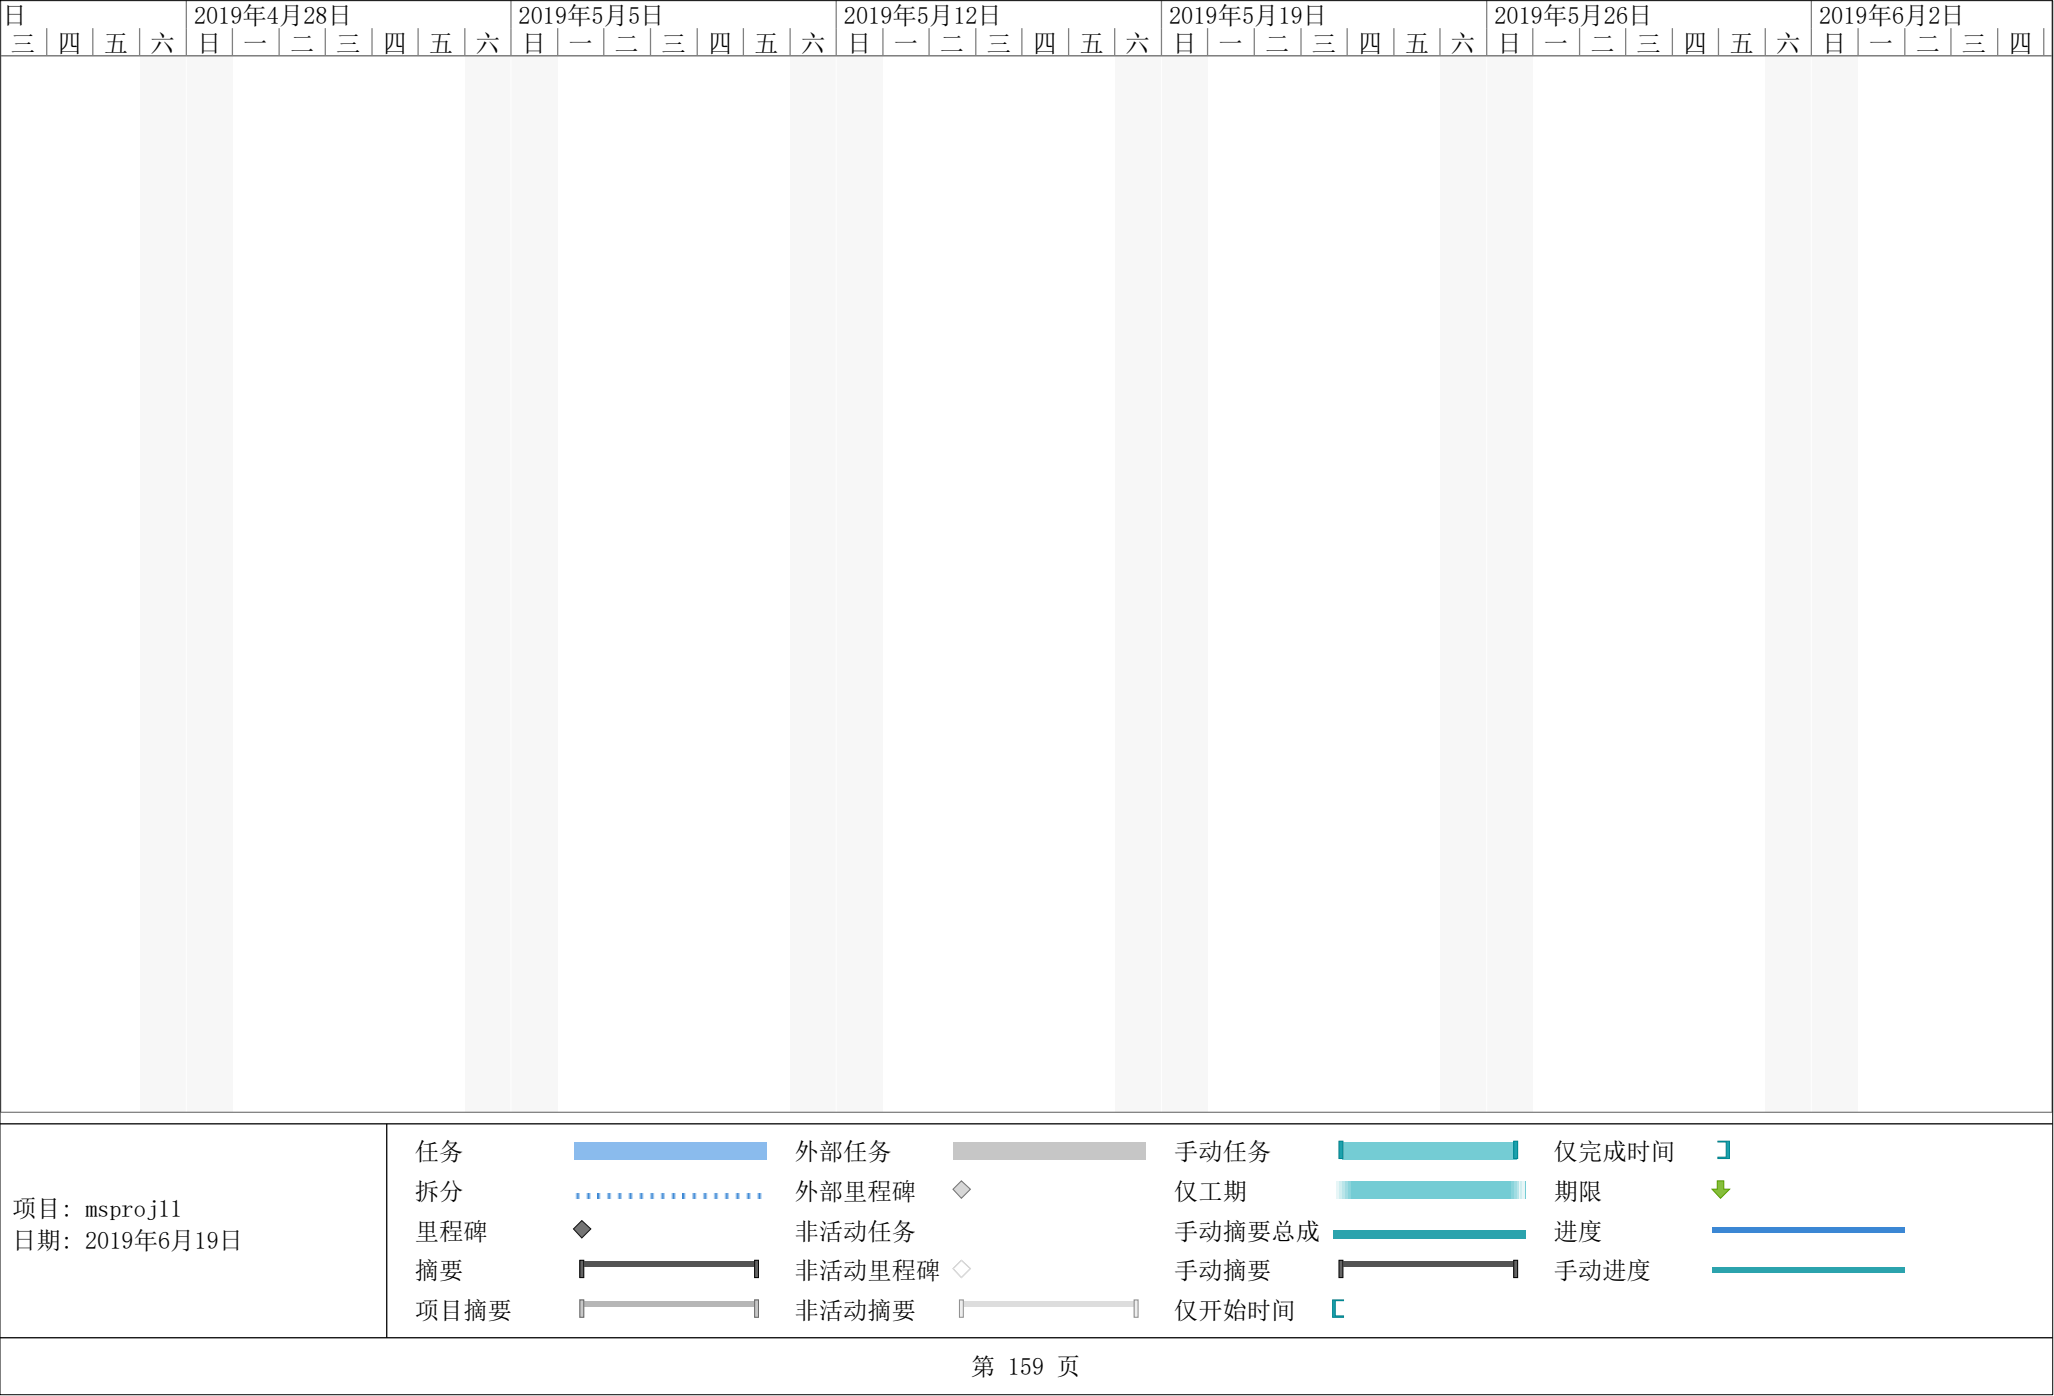 日 2019年4月28日 2019年5月5日 2019年5月12日 2019年5月19日 2019年5月26日 2019年6月2日
三 四 五 六 日 一 二 三 四 五 六 日 一 二 三 四 五 六 日 一 二 三 四 五 六 日 一 二 三 四 五 六 日 一 二 三 四 五 六 日 一 二 三 四
项目: msproj11
日期: 2019年6月19日
任务
拆分
里程碑
摘要
项目摘要
外部任务
外部里程碑
非活动任务
非活动里程碑
非活动摘要
手动任务
仅工期
手动摘要总成
手动摘要
仅开始时间
仅完成时间
期限
进度
手动进度
第 159 页